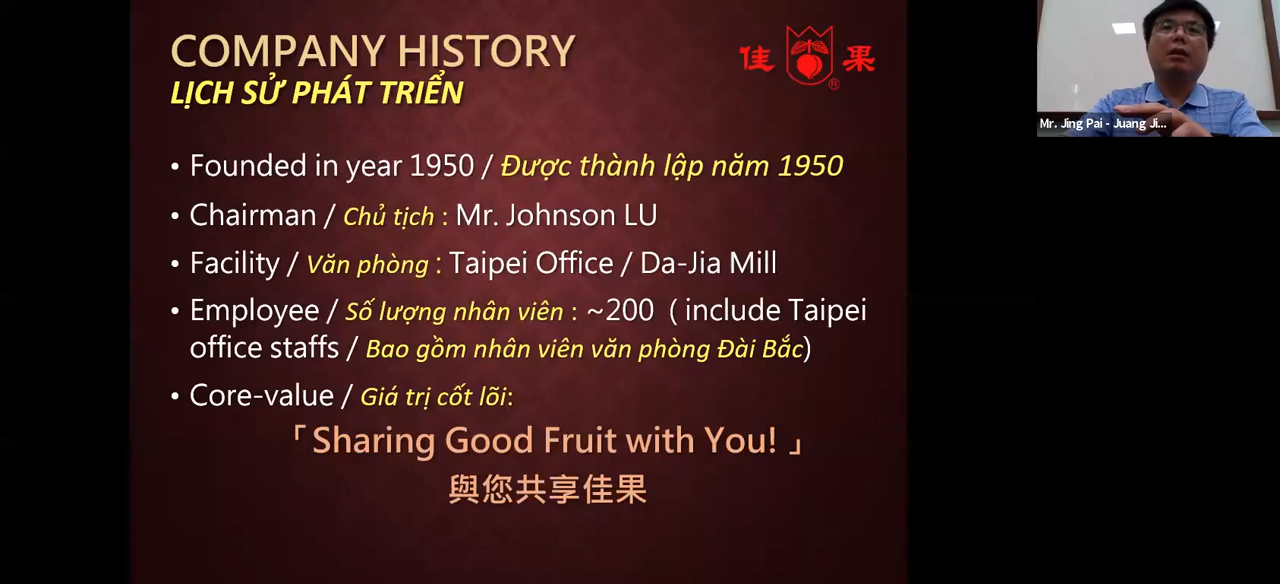 COMPANY HISTORY
LỊCH SỬ PHÁT TRIỂN
佳 果
®
• Founded in year 1950 / Được thành lập năm 1950
• Chairman / Chủ tịch : Mr. Johnson LU
• Facility / Văn phòng : Taipei Office / Da-Jia Mill
• Employee / Số lượng nhân viên : ~200 ( include Taipei
office staffs / Bao gồm nhân viên văn phòng Đài Bắc)
• Core-value / Giá trị cốt lõi:
「Sharing Good Fruit with You! 」
與您共享佳果
Mr. Jing Pai - Juang Ji...